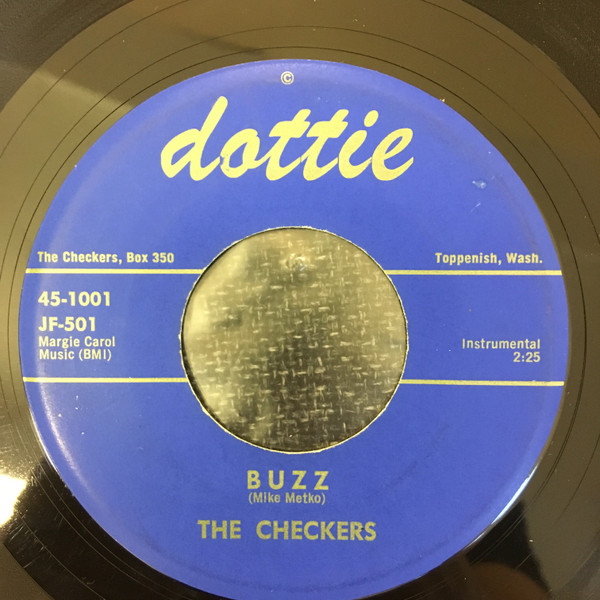 ©
dottie
The Checkers, Box 350
Toppenish, Wash.
45-1001
JF-501
Margie Carol
Music (BMI)
Instrumental
2:25
BUZZ
(Mike Metko)
THE CHECKERS